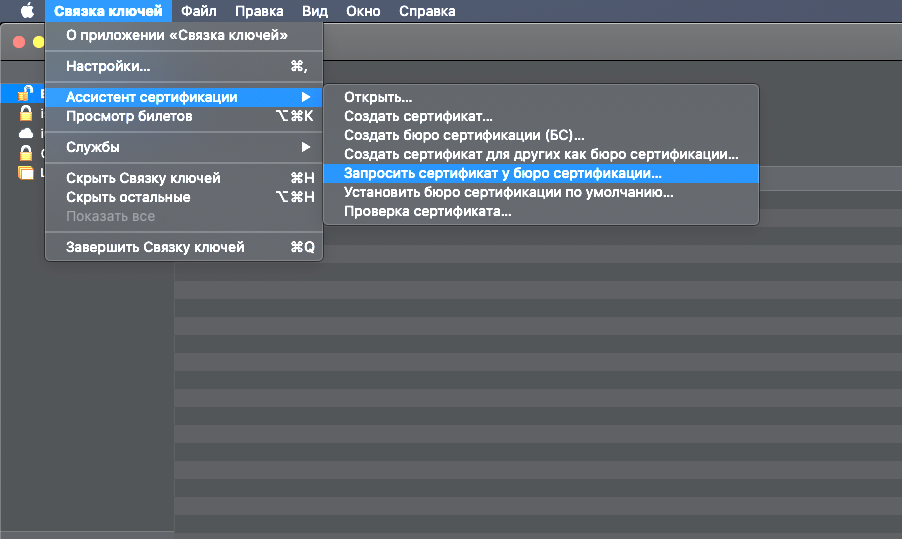 Связка ключей Файл Правка Вид Окно Справка
О приложении «Связка ключей»
Настройки... ⌘,
Ассистент сертификации ▶
Просмотр билетов ⌥⌘K
Службы ▶
Скрыть Связку ключей ⌘H
Скрыть остальные ⌥⌘H
Показать все
Завершить Связку ключей ⌘Q
Открыть...
Создать сертификат...
Создать бюро сертификации (БС)...
Создать сертификат для других как бюро сертификации...
Запросить сертификат у бюро сертификации...
Установить бюро сертификации по умолчанию...
Проверка сертификата...